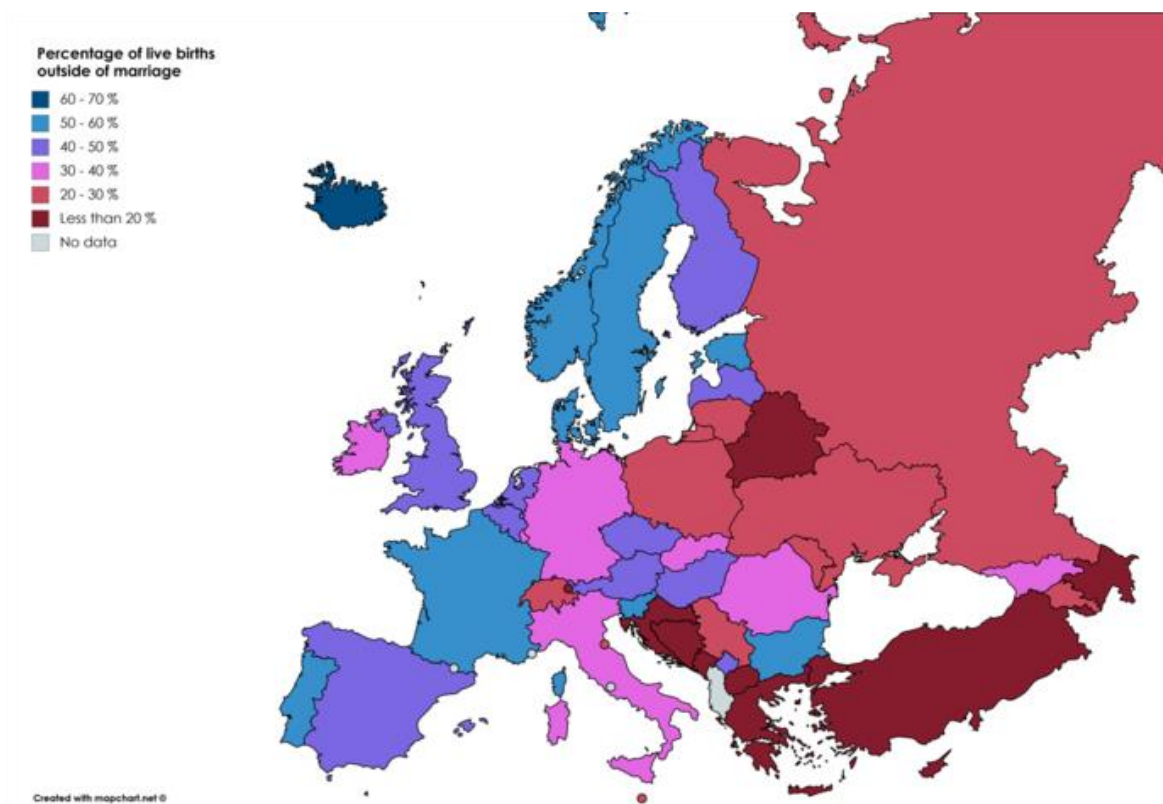 Percentage of live births
outside of marriage
60 - 70 %
50 - 60 %
40 - 50 %
30 - 40 %
20 - 30 %
Less than 20 %
No data
Created with mapchart.net ©